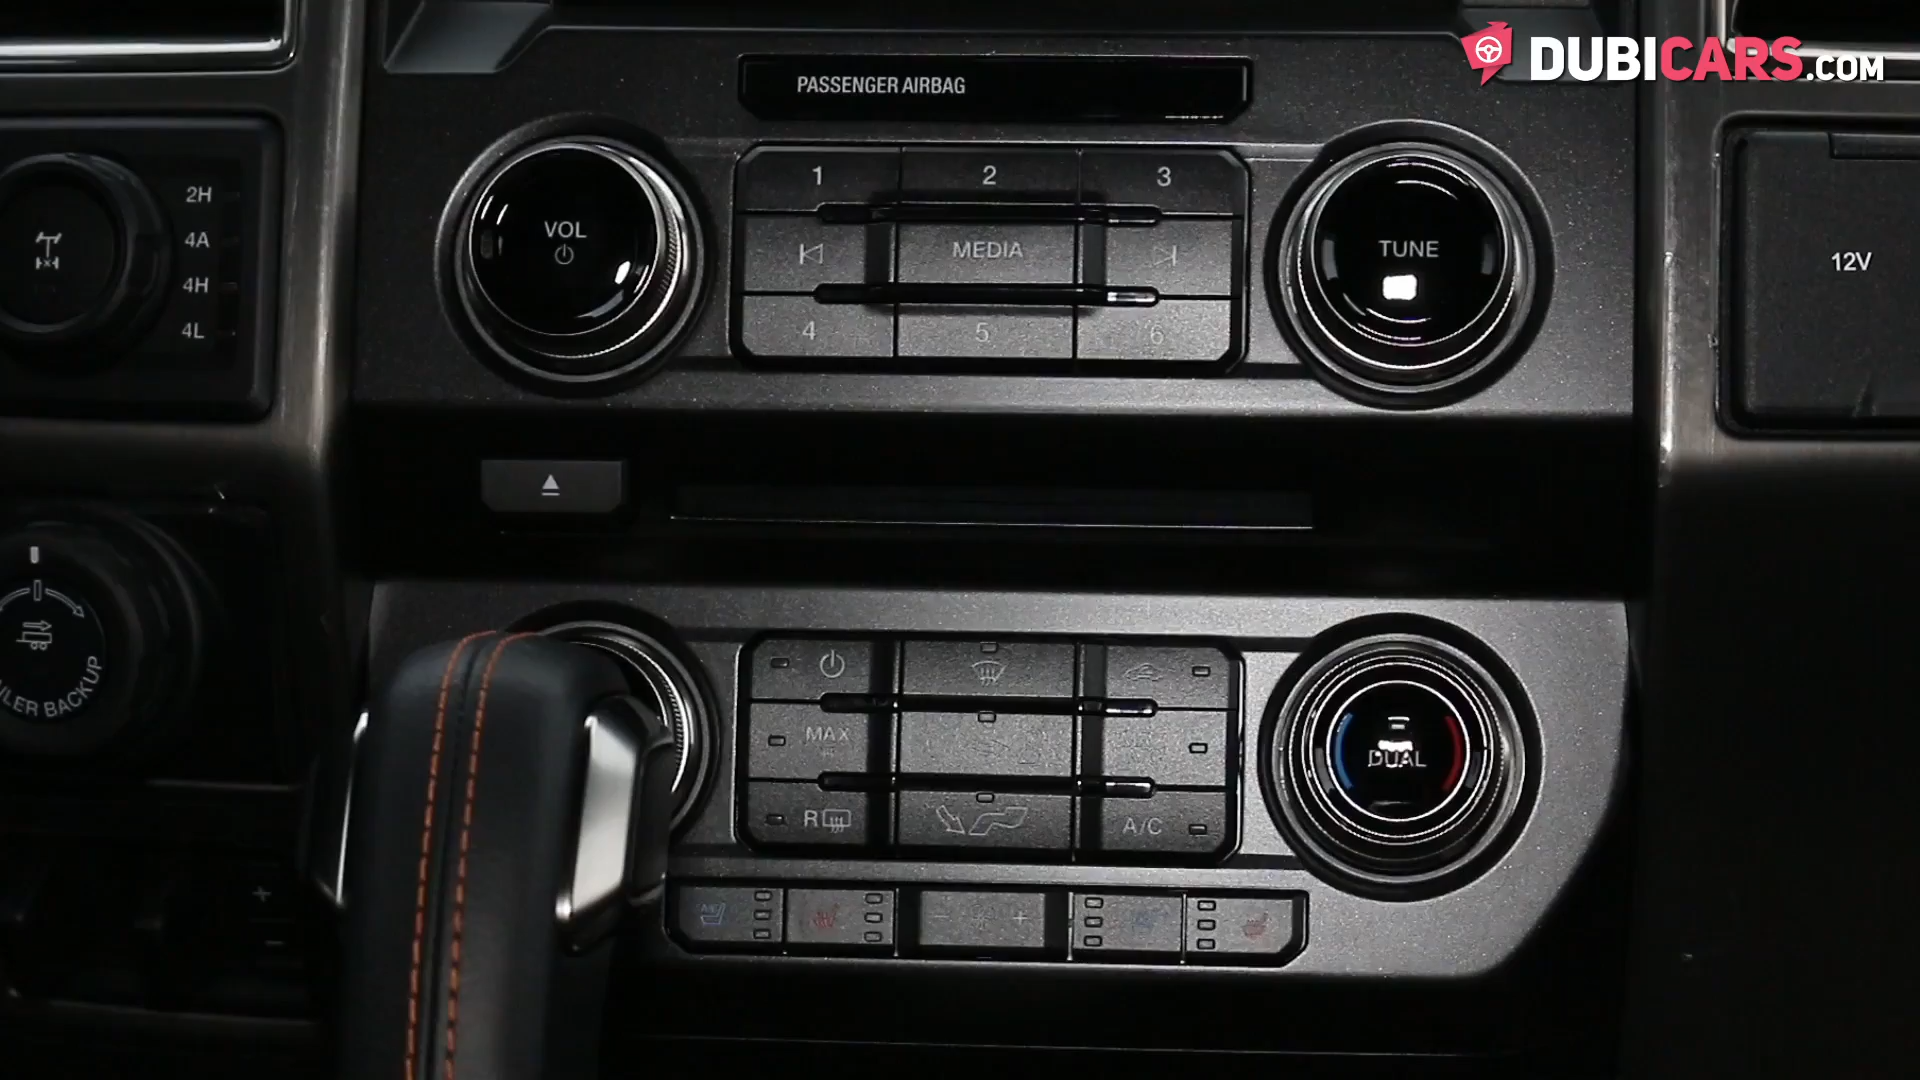 DUBICARS.COM
PASSENGER AIRBAG
2H
4A
4H
4L
VOL
1
2
3
MEDIA
4
5
6
TUNE
12V
MAX
R
A/C
DUAL
BACKUP
+
-
- +